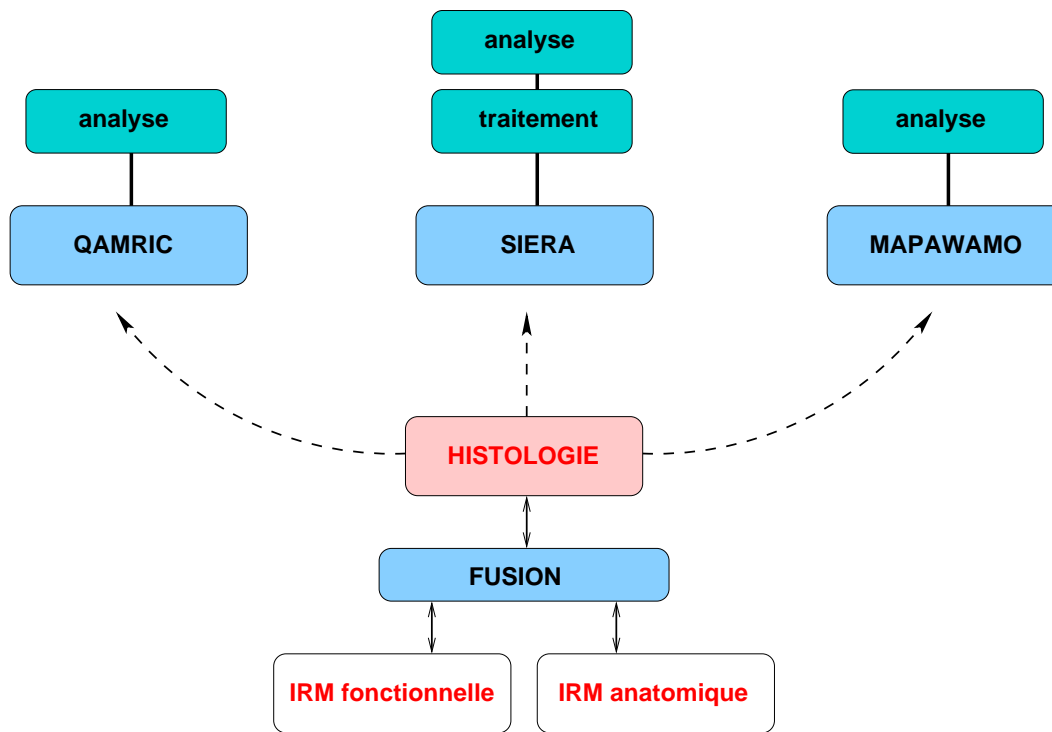 analyse
analyse
traitement
analyse
QAMRIC
SIERA
MAPAWAMO
HISTOLOGIE
FUSION
IRM fonctionnelle
IRM anatomique